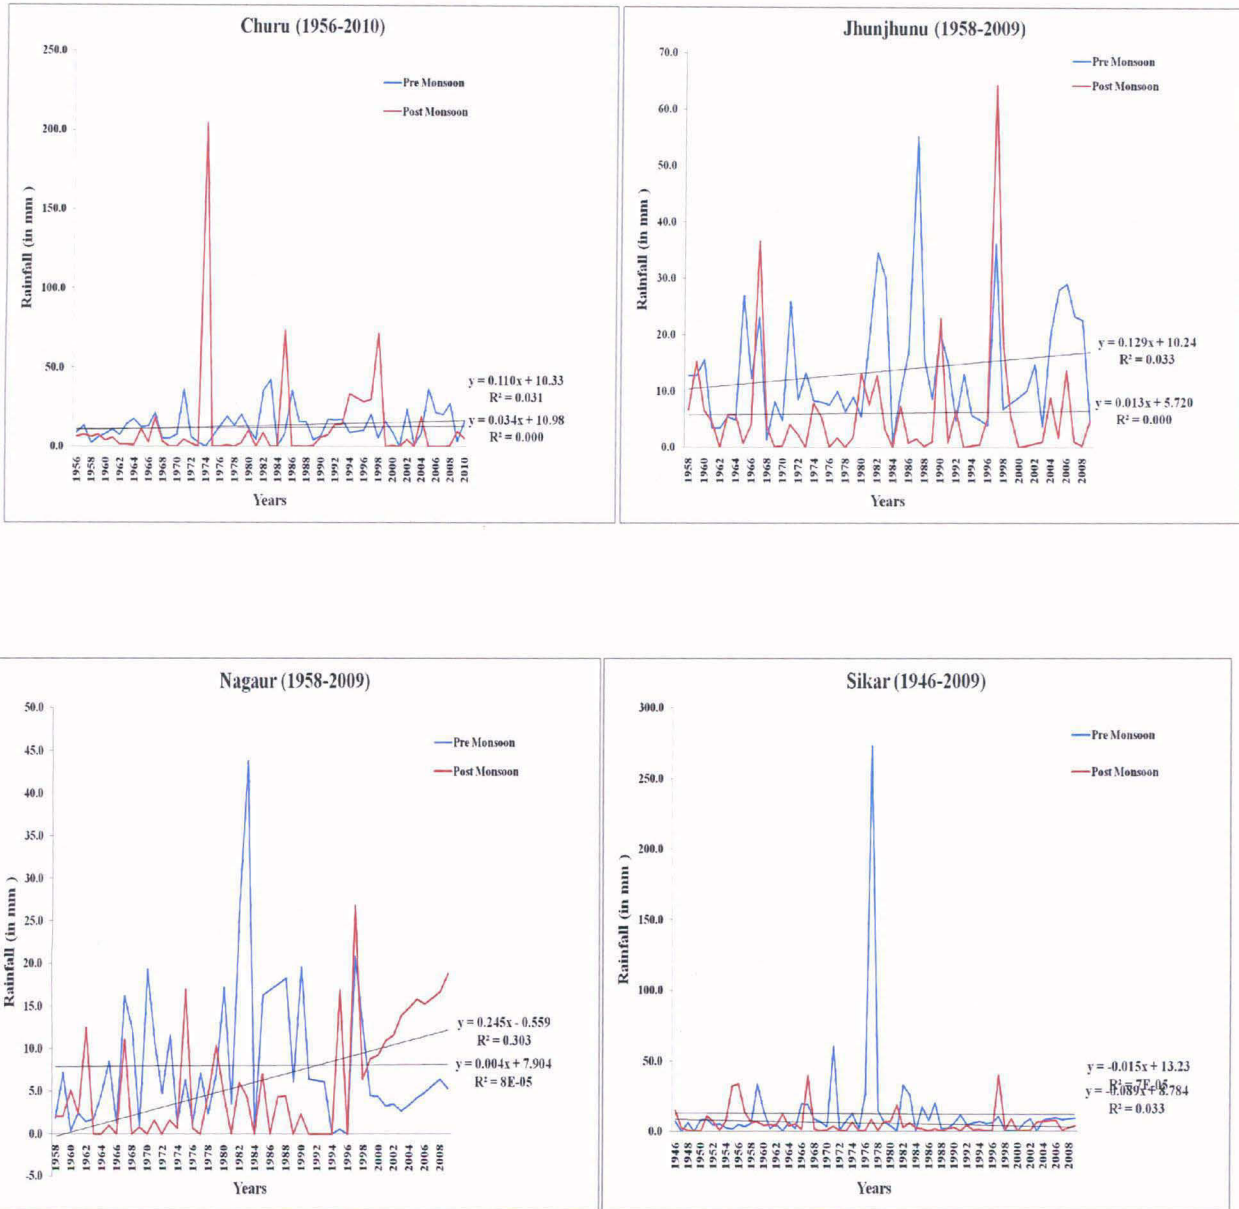 Churu (1956-2010)
250.0
200.0
150.0
100.0
50.0
0.0
Rainfall (in mm )
Pre Monsoon
Post Monsoon
y = 0.110x + 10.33
R² = 0.031
y = 0.034x + 10.98
R² = 0.000
1956 1958 1960 1962 1964 1966 1968 1970 1972 1974 1976 1978 1980 1982 1984 1986 1988 1990 1992 1994 1996 1998 2000 2002 2004 2006 2008 2010
Years
Jhunjhunu (1958-2009)
70.0
60.0
50.0
40.0
30.0
20.0
10.0
0.0
Rainfall (in mm )
Pre Monsoon
Post Monsoon
y = 0.129x + 10.24
R² = 0.033
y = 0.013x + 5.720
R² = 0.000
1958 1960 1962 1964 1966 1968 1970 1972 1974 1976 1978 1980 1982 1984 1986 1988 1990 1992 1994 1996 1998 2000 2002 2004 2006 2008
Years
Nagaur (1958-2009)
50.0
45.0
40.0
35.0
30.0
25.0
20.0
15.0
10.0
5.0
0.0
-5.0
Rainfall (in mm )
Pre Monsoon
Post Monsoon
y = 0.245x - 0.559
R² = 0.303
y = 0.004x + 7.904
R² = 8E-05
1958 1960 1962 1964 1966 1968 1970 1972 1974 1976 1978 1980 1982 1984 1986 1988 1990 1992 1994 1996 1998 2000 2002 2004 2006 2008
Years
Sikar (1946-2009)
300.0
250.0
200.0
150.0
100.0
50.0
0.0
Rainfall (in mm )
Pre Monsoon
Post Monsoon
y = -0.015x + 13.23
R² = 7E-05
y = -0.089x + 8.784
R² = 0.033
1946 1948 1950 1952 1954 1956 1958 1960 1962 1964 1966 1968 1970 1972 1974 1976 1978 1980 1982 1984 1986 1988 1990 1992 1994 1996 1998 2000 2002 2004 2006 2008
Years